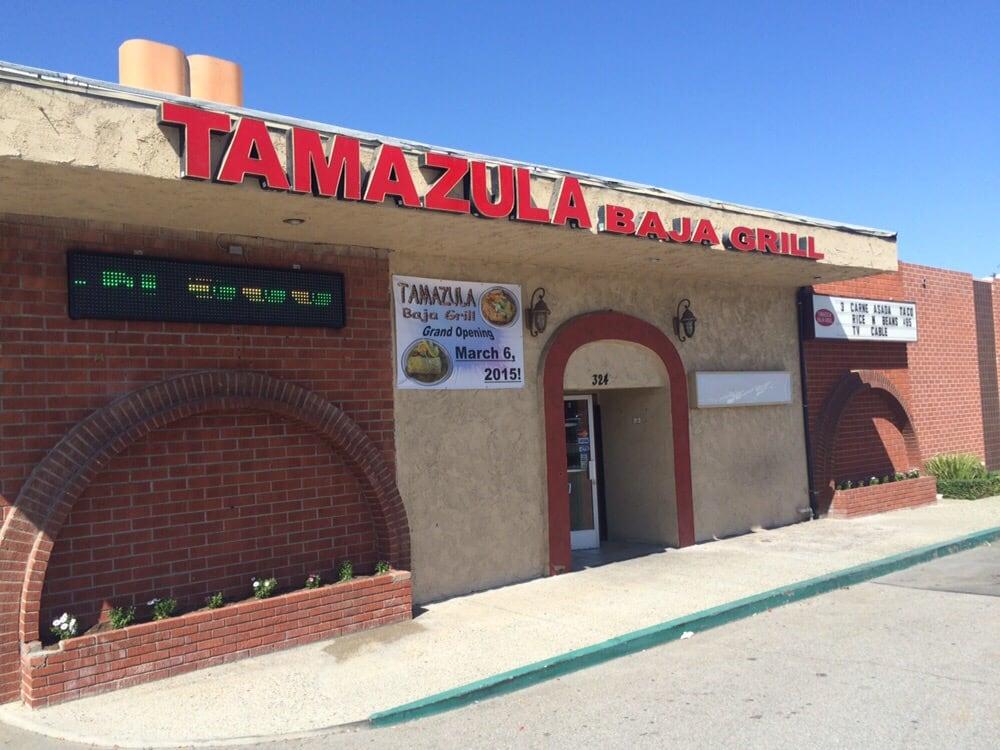 TAMAZULA BAJA GRILL
TAMAZULA
Baja Grill
Grand Opening
March 6,
2015!
324
3 CARNE ASADA TACO
RICE N BEANS 495
TV CABLE